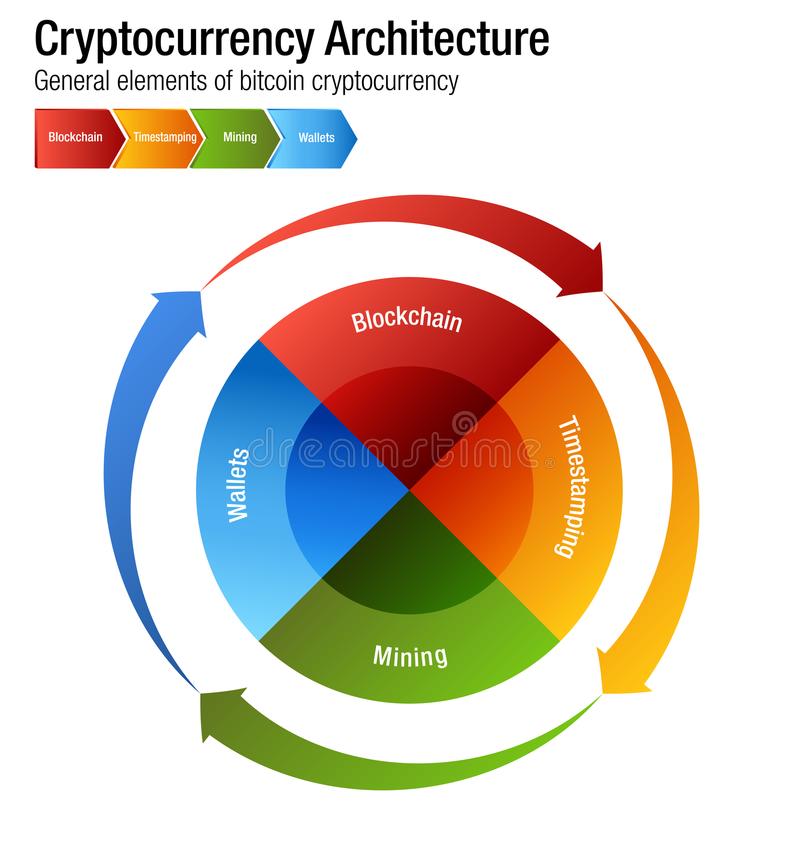 Cryptocurrency Architecture
General elements of bitcoin cryptocurrency
Blockchain Timestamping Mining Wallets
Blockchain
Timestamping
Wallets
Mining
dreamstime